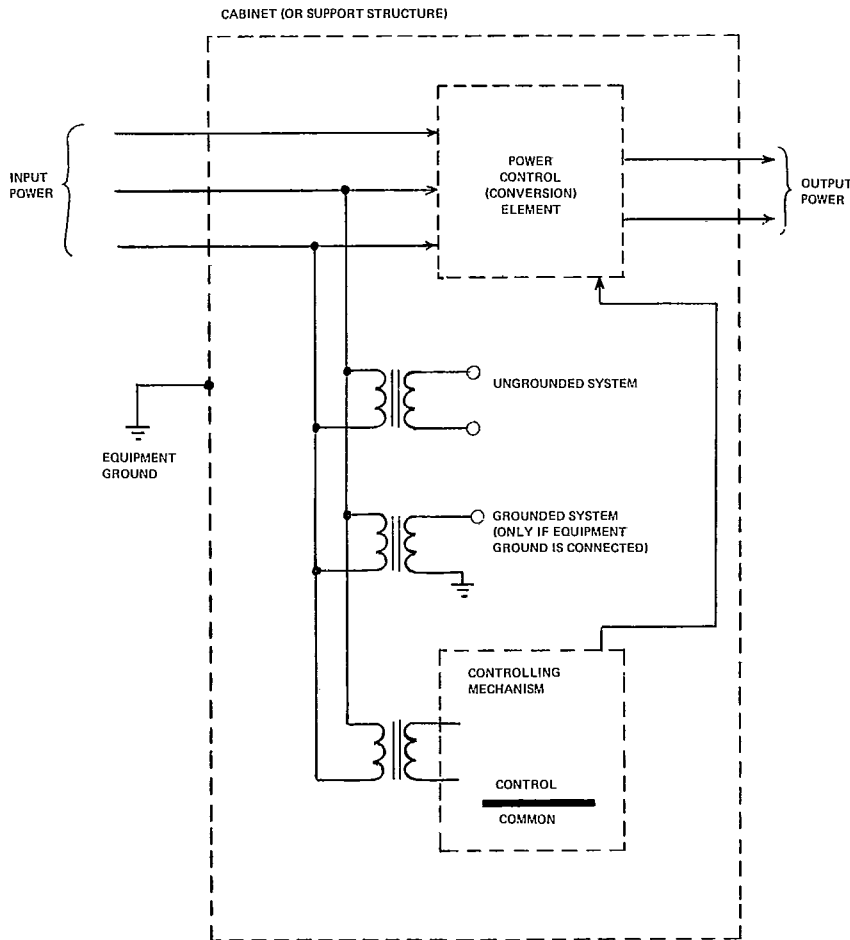 CABINET (OR SUPPORT STRUCTURE)
INPUT
POWER
POWER
CONTROL
(CONVERSION)
ELEMENT
OUTPUT
POWER
UNGROUNDED SYSTEM
EQUIPMENT
GROUND
GROUNDED SYSTEM
(ONLY IF EQUIPMENT
GROUND IS CONNECTED)
CONTROLLING
MECHANISM
CONTROL
COMMON